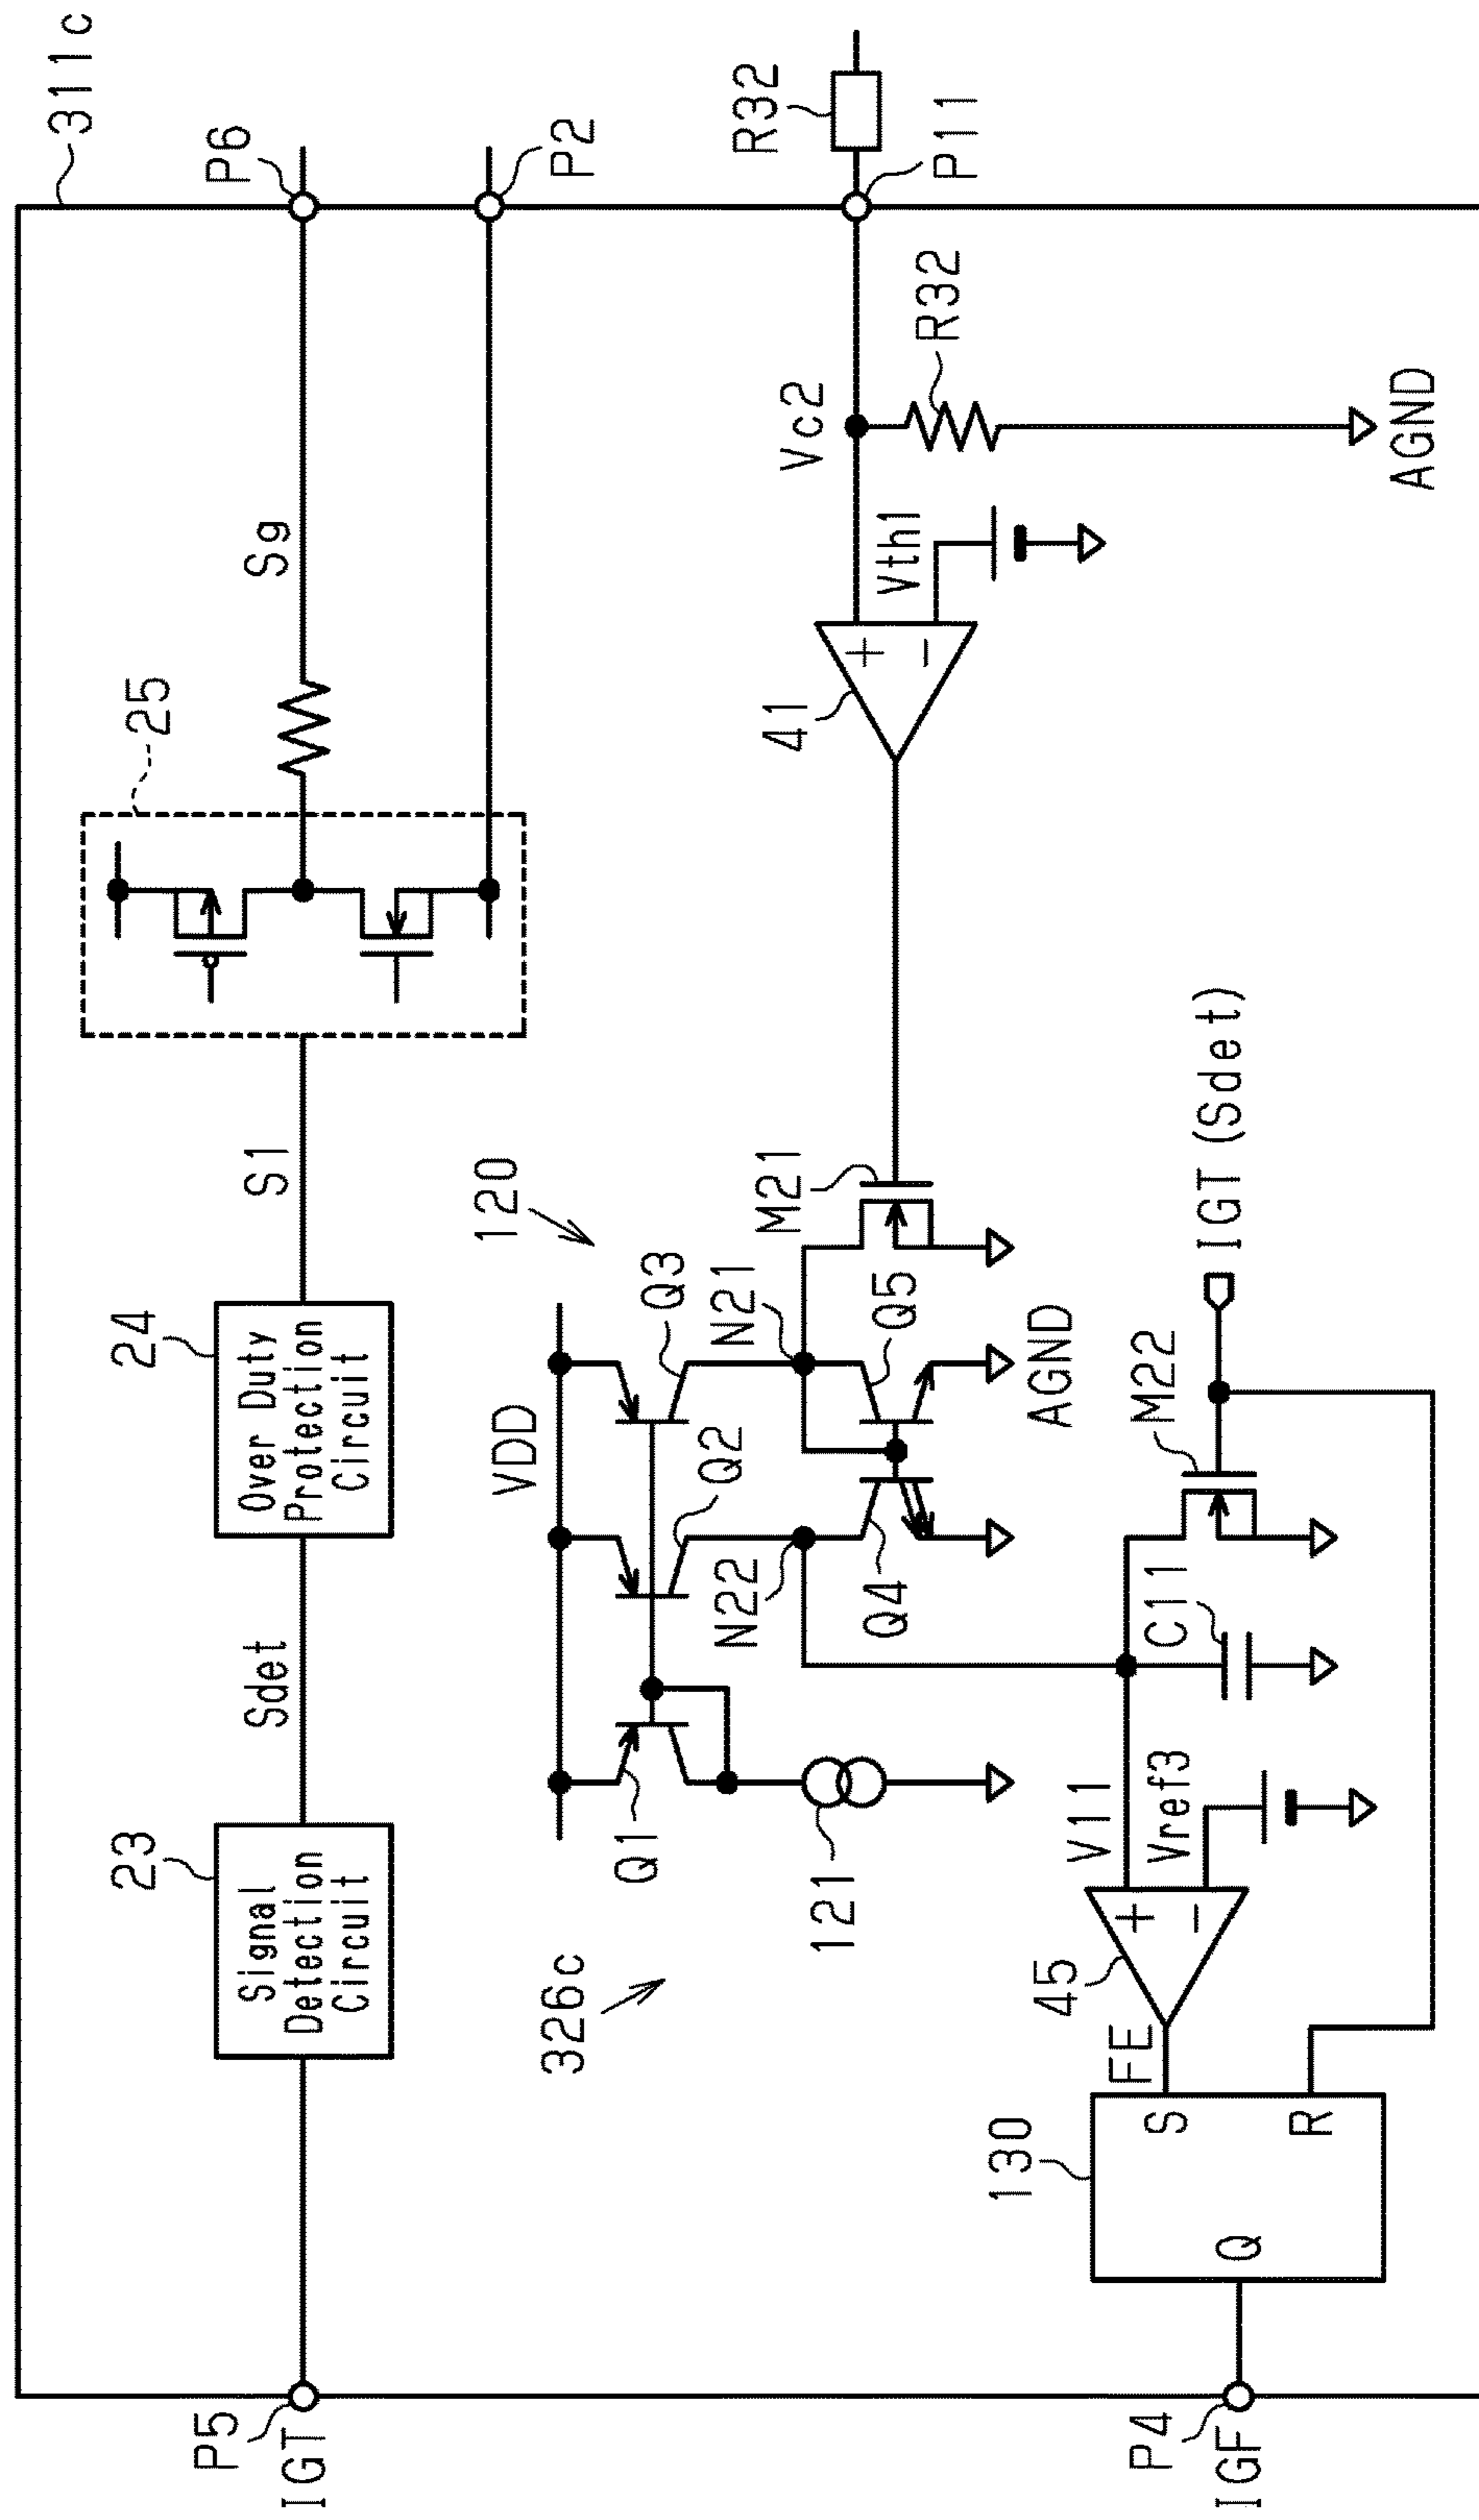 311c
P5
IGT
23
Signal
Detection
Circuit
Sdet
24
Over Duty
Protection
Circuit
S1
25
Sg
P6
P2
326c
VDD
120
Q1
Q2
Q3
121
N22
N21
Q4
Q5
AGND
M21
41
+
−
Vth1
Vc2
R32
AGND
R32
P11
P4
IGF
130
Q
S
R
FE
45
+
−
V11
Vref3
C11
M22
IGT (Sdet)